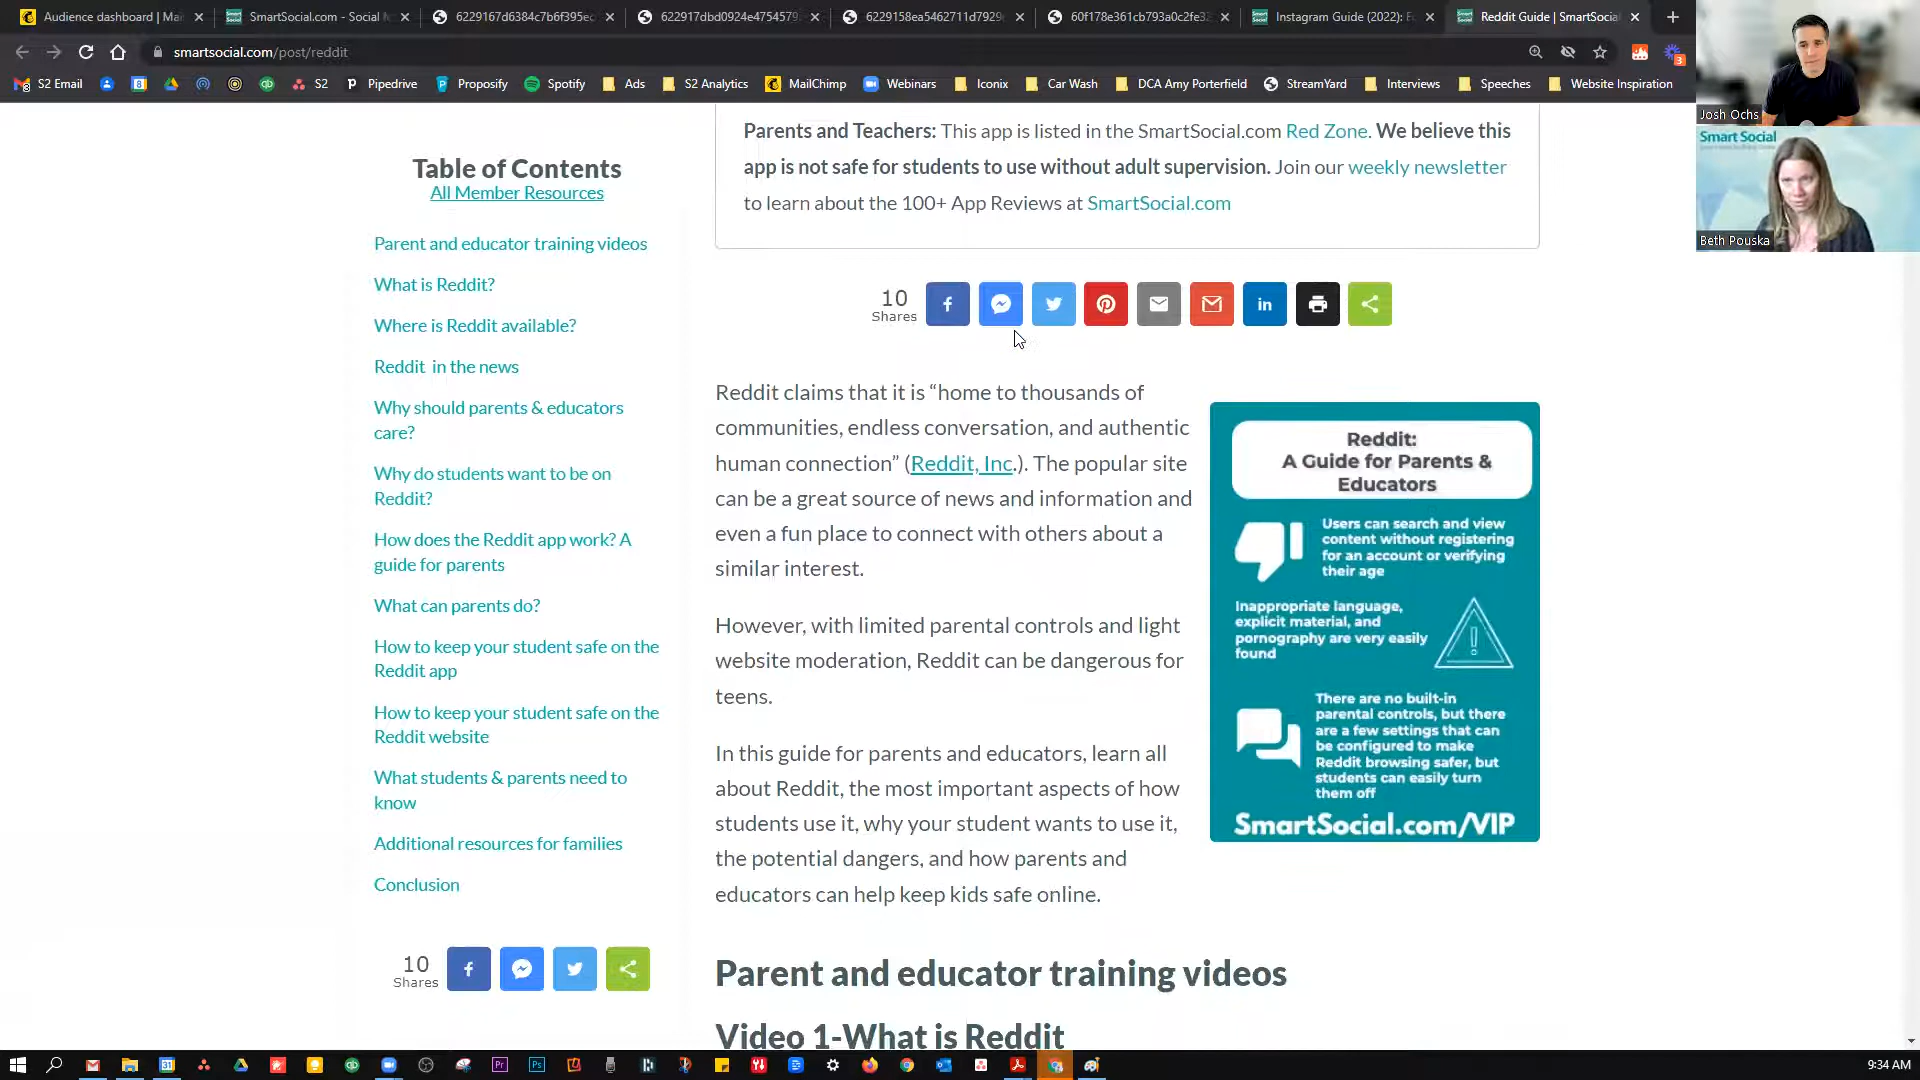 Audience dashboard | Ma
SmartSocial.com - Social M
6229167d6384c7b6f395ec
622917dbd0924e4754579
6229158ea5462711d7929
60f178e361cb793a0c2fe3
Instagram Guide (2022): F
Reddit Guide | SmartSocia
smartsocial.com/post/reddit
S2 Email
S2
Pipedrive
Proposify
Spotify
Ads
S2 Analytics
MailChimp
Webinars
Iconix
Car Wash
DCA Amy Porterfield
StreamYard
Interviews
Speeches
Website Inspiration
Josh Ochs
Smart Social
Beth Pouska
Table of Contents
All Member Resources
Parent and educator training videos
What is Reddit?
Where is Reddit available?
Reddit in the news
Why should parents & educators
care?
Why do students want to be on
Reddit?
How does the Reddit app work? A
guide for parents
What can parents do?
How to keep your student safe on the
Reddit app
How to keep your student safe on the
Reddit website
What students & parents need to
know
Additional resources for families
Conclusion
10
Shares
Parents and Teachers: This app is listed in the SmartSocial.com Red Zone. We believe this
app is not safe for students to use without adult supervision. Join our weekly newsletter
to learn about the 100+ App Reviews at SmartSocial.com
10
Shares
Reddit claims that it is “home to thousands of
communities, endless conversation, and authentic
human connection” (Reddit, Inc.). The popular site
can be a great source of news and information and
even a fun place to connect with others about a
similar interest.
However, with limited parental controls and light
website moderation, Reddit can be dangerous for
teens.
In this guide for parents and educators, learn all
about Reddit, the most important aspects of how
students use it, why your student wants to use it,
the potential dangers, and how parents and
educators can help keep kids safe online.
Reddit:
A Guide for Parents &
Educators
Users can search and view
content without registering
for an account or verifying
their age
Inappropriate language,
explicit material, and
pornography are very easily
found
There are no built-in
parental controls, but there
are a few settings that can
be configured to make
Reddit browsing safer, but
students can easily turn
them off
SmartSocial.com/VIP
Parent and educator training videos
Video 1-What is Reddit
9:34 AM